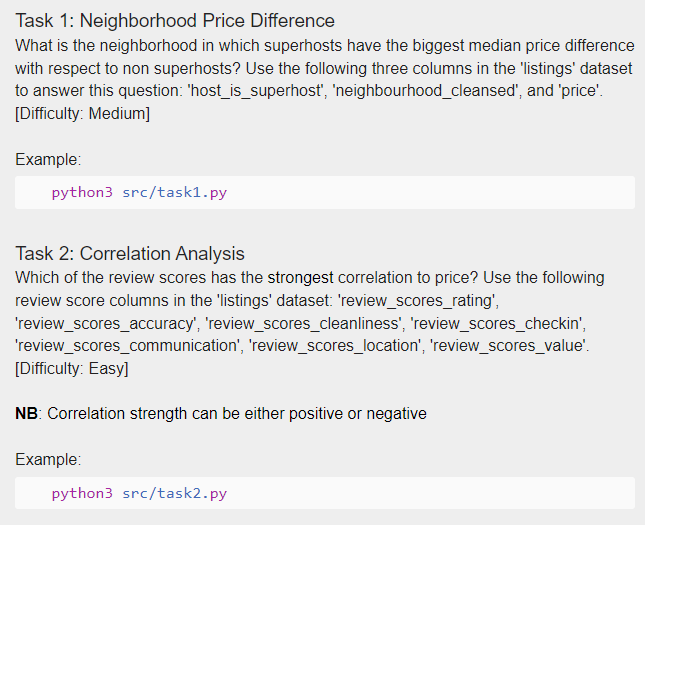 Task 1: Neighborhood Price Difference
What is the neighborhood in which superhosts have the biggest median price difference
with respect to non superhosts? Use the following three columns in the 'listings' dataset
to answer this question: 'host_is_superhost', 'neighbourhood_cleansed', and 'price'.
[Difficulty: Medium]
Example:
python3 src/task1.py
Task 2: Correlation Analysis
Which of the review scores has the strongest correlation to price? Use the following
review score columns in the 'listings' dataset: 'review_scores_rating',
'review_scores_accuracy', 'review_scores_cleanliness', 'review_scores_checkin',
'review_scores_communication', 'review_scores_location', 'review_scores_value'.
[Difficulty: Easy]
NB: Correlation strength can be either positive or negative
Example:
python3 src/task2.py